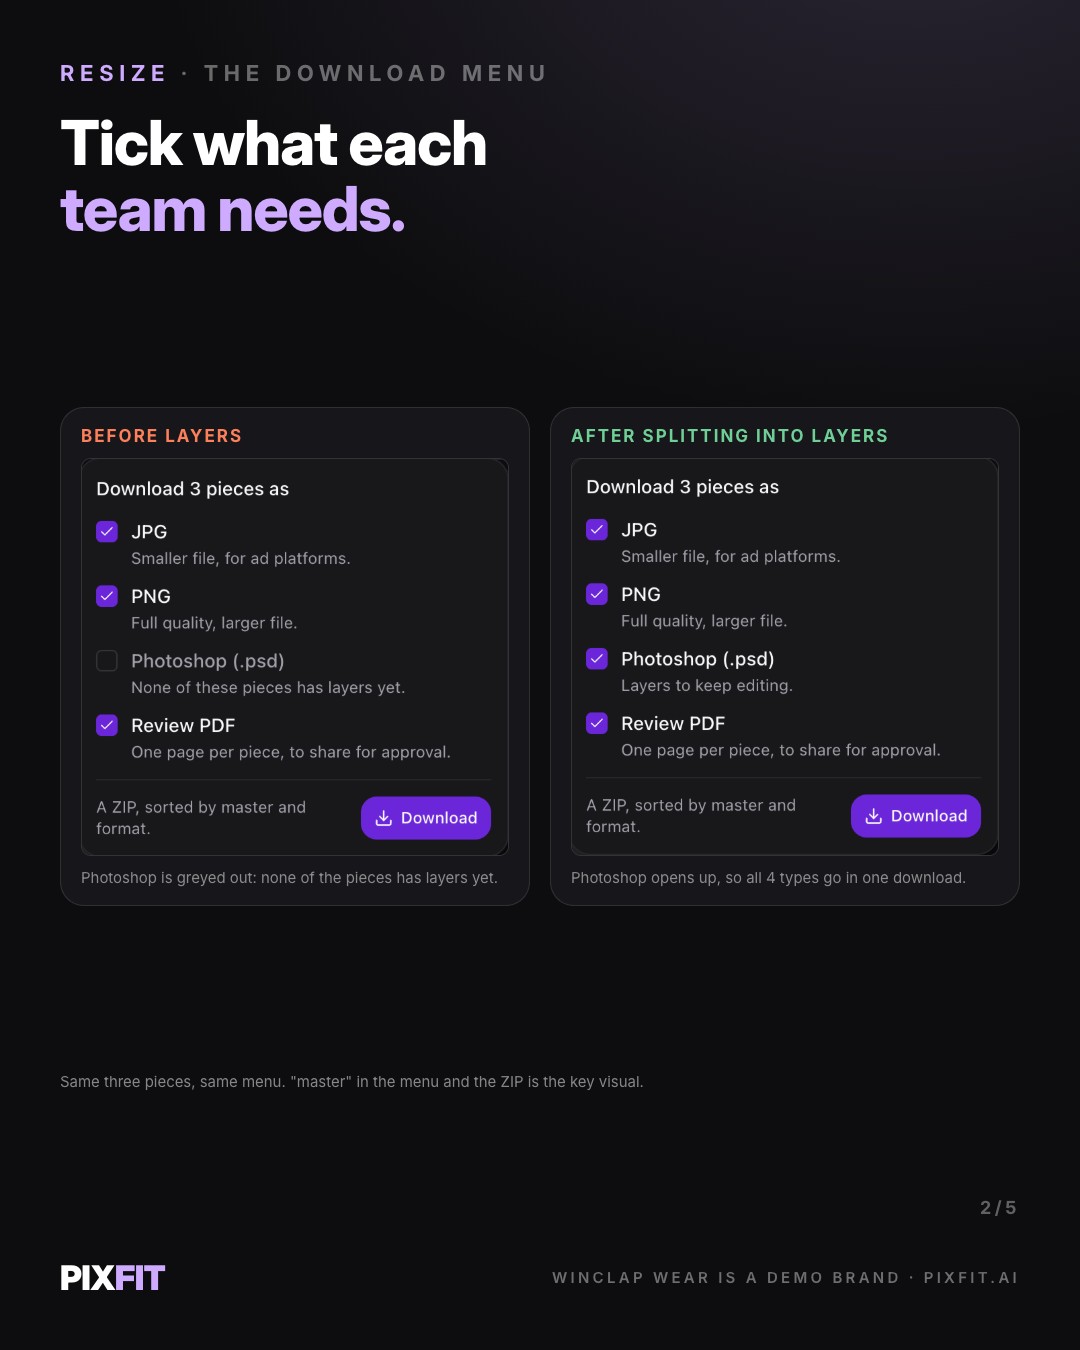 RESIZE · THE DOWNLOAD MENU
Tick what each
team needs.
BEFORE LAYERS
Download 3 pieces as
JPG
Smaller file, for ad platforms.
PNG
Full quality, larger file.
Photoshop (.psd)
None of these pieces has layers yet.
Review PDF
One page per piece, to share for approval.
A ZIP, sorted by master and
format.
Download
Photoshop is greyed out: none of the pieces has layers yet.
AFTER SPLITTING INTO LAYERS
Download 3 pieces as
JPG
Smaller file, for ad platforms.
PNG
Full quality, larger file.
Photoshop (.psd)
Layers to keep editing.
Review PDF
One page per piece, to share for approval.
A ZIP, sorted by master and
format.
Download
Photoshop opens up, so all 4 types go in one download.
Same three pieces, same menu. "master" in the menu and the ZIP is the key visual.
2/5
PIXFIT
WINCLAP WEAR IS A DEMO BRAND · PIXFIT.AI